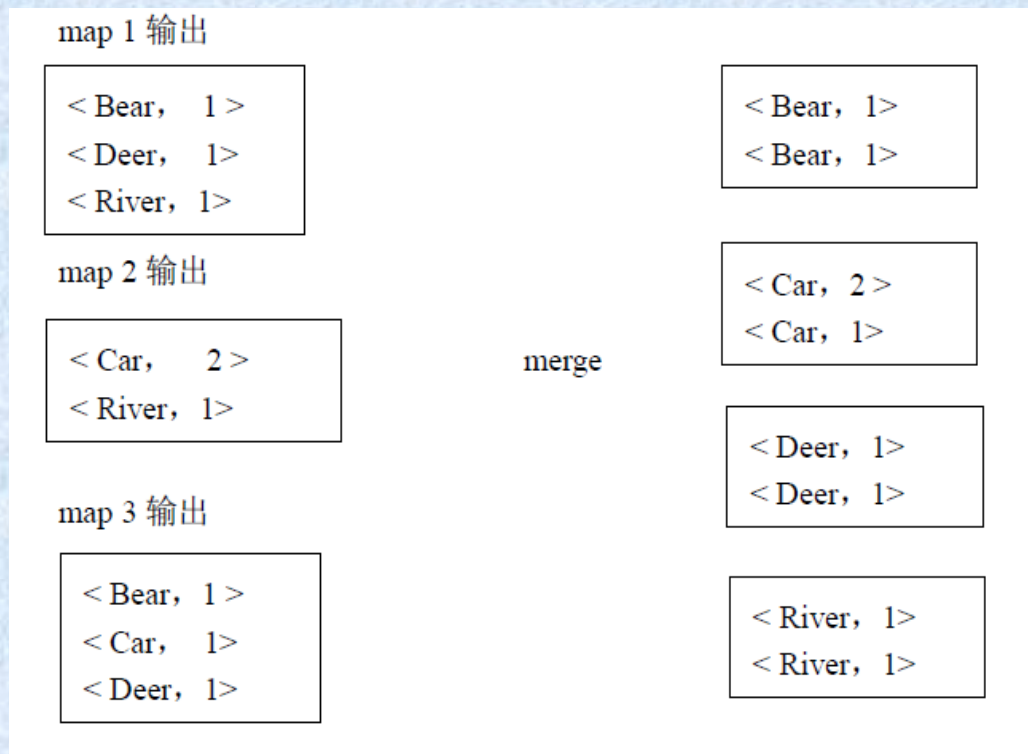 map 1 输出
< Bear， 1 >
< Deer， 1>
< River，1>
map 2 输出
< Car， 2 >
< River，1>
map 3 输出
< Bear，1 >
< Car， 1>
< Deer，1>
merge
< Bear，1>
< Bear，1>
< Car，2 >
< Car，1>
< Deer，1>
< Deer，1>
< River，1>
< River，1>